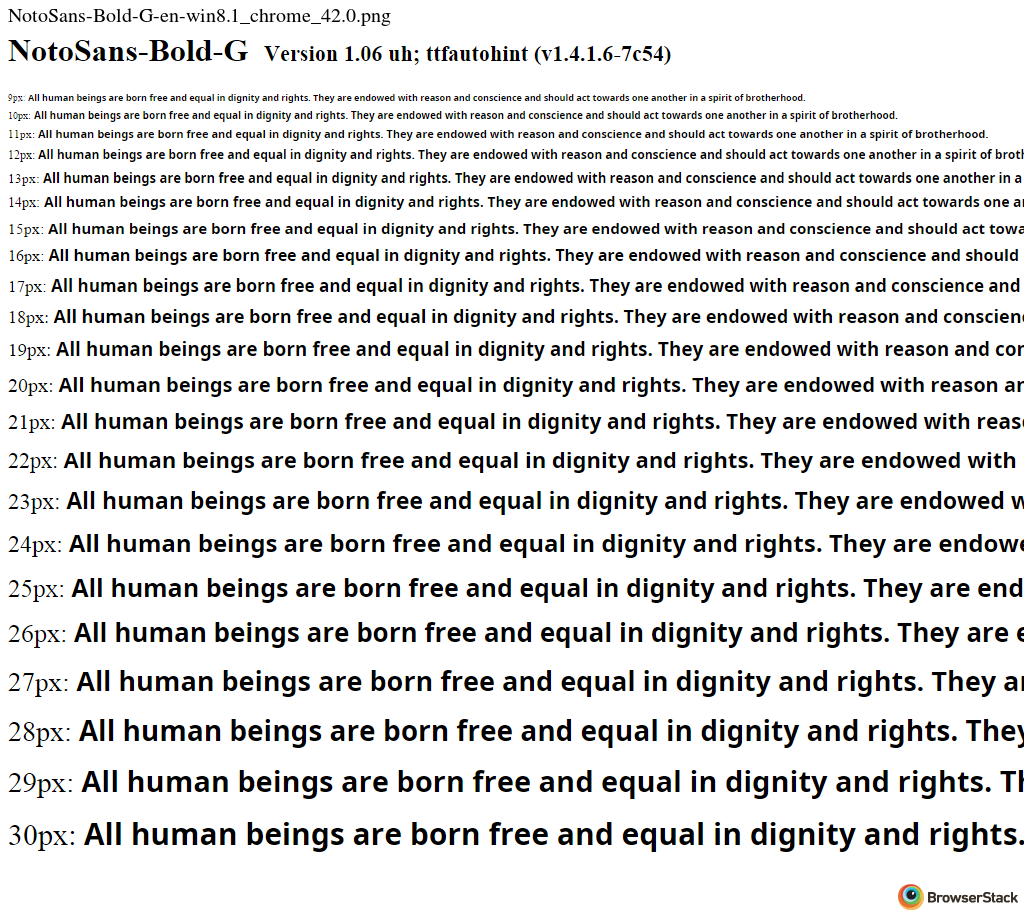 NotoSans-Bold-G-en-win8.1_chrome_42.0.png
NotoSans-Bold-G Version 1.06 uh; ttfautohint (v1.4.1.6-7c54)
9px: All human beings are born free and equal in dignity and rights. They are endowed with reason and conscience and should act towards one another in a spirit of brotherhood.
10px: All human beings are born free and equal in dignity and rights. They are endowed with reason and conscience and should act towards one another in a spirit of brotherhood.
11px: All human beings are born free and equal in dignity and rights. They are endowed with reason and conscience and should act towards one another in a spirit of brotherhood.
12px: All human beings are born free and equal in dignity and rights. They are endowed with reason and conscience and should act towards one another in a spirit of broth
13px: All human beings are born free and equal in dignity and rights. They are endowed with reason and conscience and should act towards one another in a
14px: All human beings are born free and equal in dignity and rights. They are endowed with reason and conscience and should act towards one an
15px: All human beings are born free and equal in dignity and rights. They are endowed with reason and conscience and should act towa
16px: All human beings are born free and equal in dignity and rights. They are endowed with reason and conscience and should
17px: All human beings are born free and equal in dignity and rights. They are endowed with reason and conscience and
18px: All human beings are born free and equal in dignity and rights. They are endowed with reason and conscien
19px: All human beings are born free and equal in dignity and rights. They are endowed with reason and con
20px: All human beings are born free and equal in dignity and rights. They are endowed with reason an
21px: All human beings are born free and equal in dignity and rights. They are endowed with reaso
22px: All human beings are born free and equal in dignity and rights. They are endowed with
23px: All human beings are born free and equal in dignity and rights. They are endowed w
24px: All human beings are born free and equal in dignity and rights. They are endowe
25px: All human beings are born free and equal in dignity and rights. They are end
26px: All human beings are born free and equal in dignity and rights. They are e
27px: All human beings are born free and equal in dignity and rights. They ar
28px: All human beings are born free and equal in dignity and rights. They
29px: All human beings are born free and equal in dignity and rights. Th
30px: All human beings are born free and equal in dignity and rights.
BrowserStack